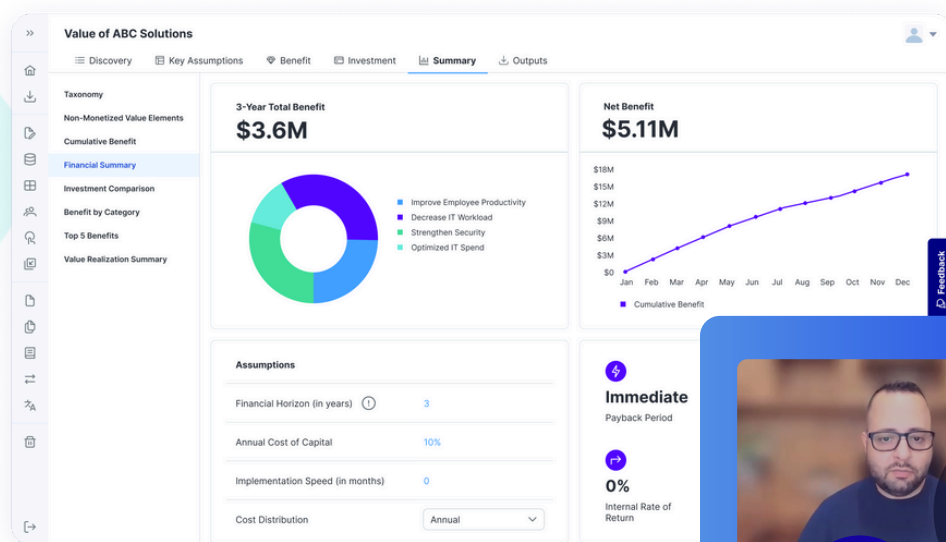 Value of ABC Solutions
Discovery
Key Assumptions
Benefit
Investment
Summary
Outputs
Taxonomy
Non-Monetized Value Elements
Cumulative Benefit
Financial Summary
Investment Comparison
Benefit by Category
Top 5 Benefits
Value Realization Summary
3-Year Total Benefit
$3.6M
Improve Employee Productivity
Decrease IT Workload
Strengthen Security
Optimized IT Spend
Net Benefit
$5.11M
$18M
$15M
$12M
$9M
$6M
$3M
$0
Jan Feb Mar Apr May Jun Jul Aug Sep Oct Nov Dec
Cumulative Benefit
Feedback
Assumptions
Financial Horizon (in years) 3
Annual Cost of Capital 10%
Implementation Speed (in months) 0
Cost Distribution Annual
Immediate
Payback Period
0%
Internal Rate of
Return